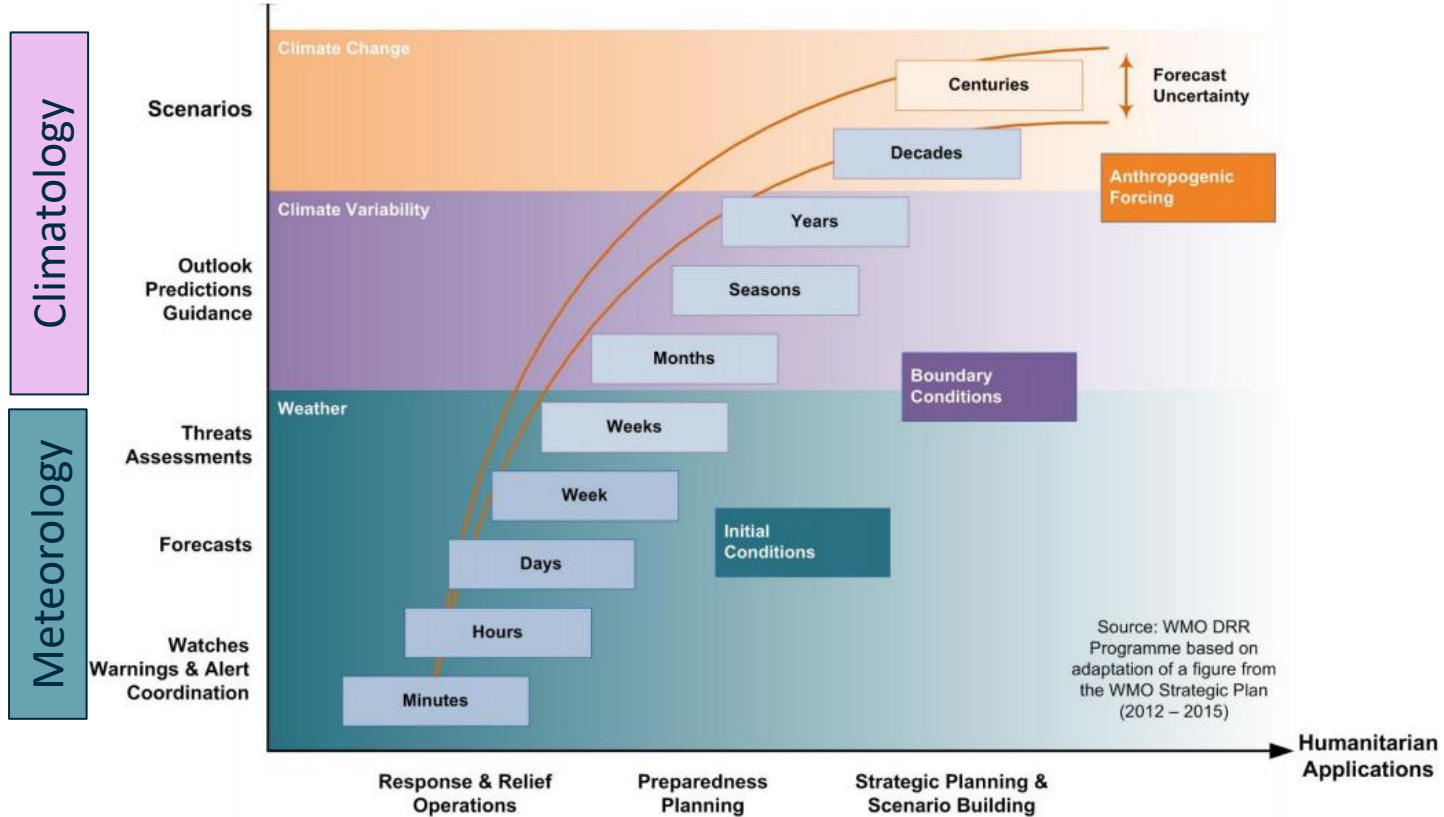 Climatology
Meteorology
Scenarios
Outlook
Predictions
Guidance
Threats
Assessments
Forecasts
Watches
Warnings & Alert
Coordination
Climate Change
Centuries
Forecast
Uncertainty
Decades
Anthropogenic
Forcing
Climate Variability
Years
Seasons
Months
Boundary
Conditions
Weather
Weeks
Week
Initial
Conditions
Days
Hours
Minutes
Source: WMO DRR
Programme based on
adaptation of a figure from
the WMO Strategic Plan
(2012 – 2015)
Humanitarian
Applications
Response & Relief
Operations
Preparedness
Planning
Strategic Planning &
Scenario Building